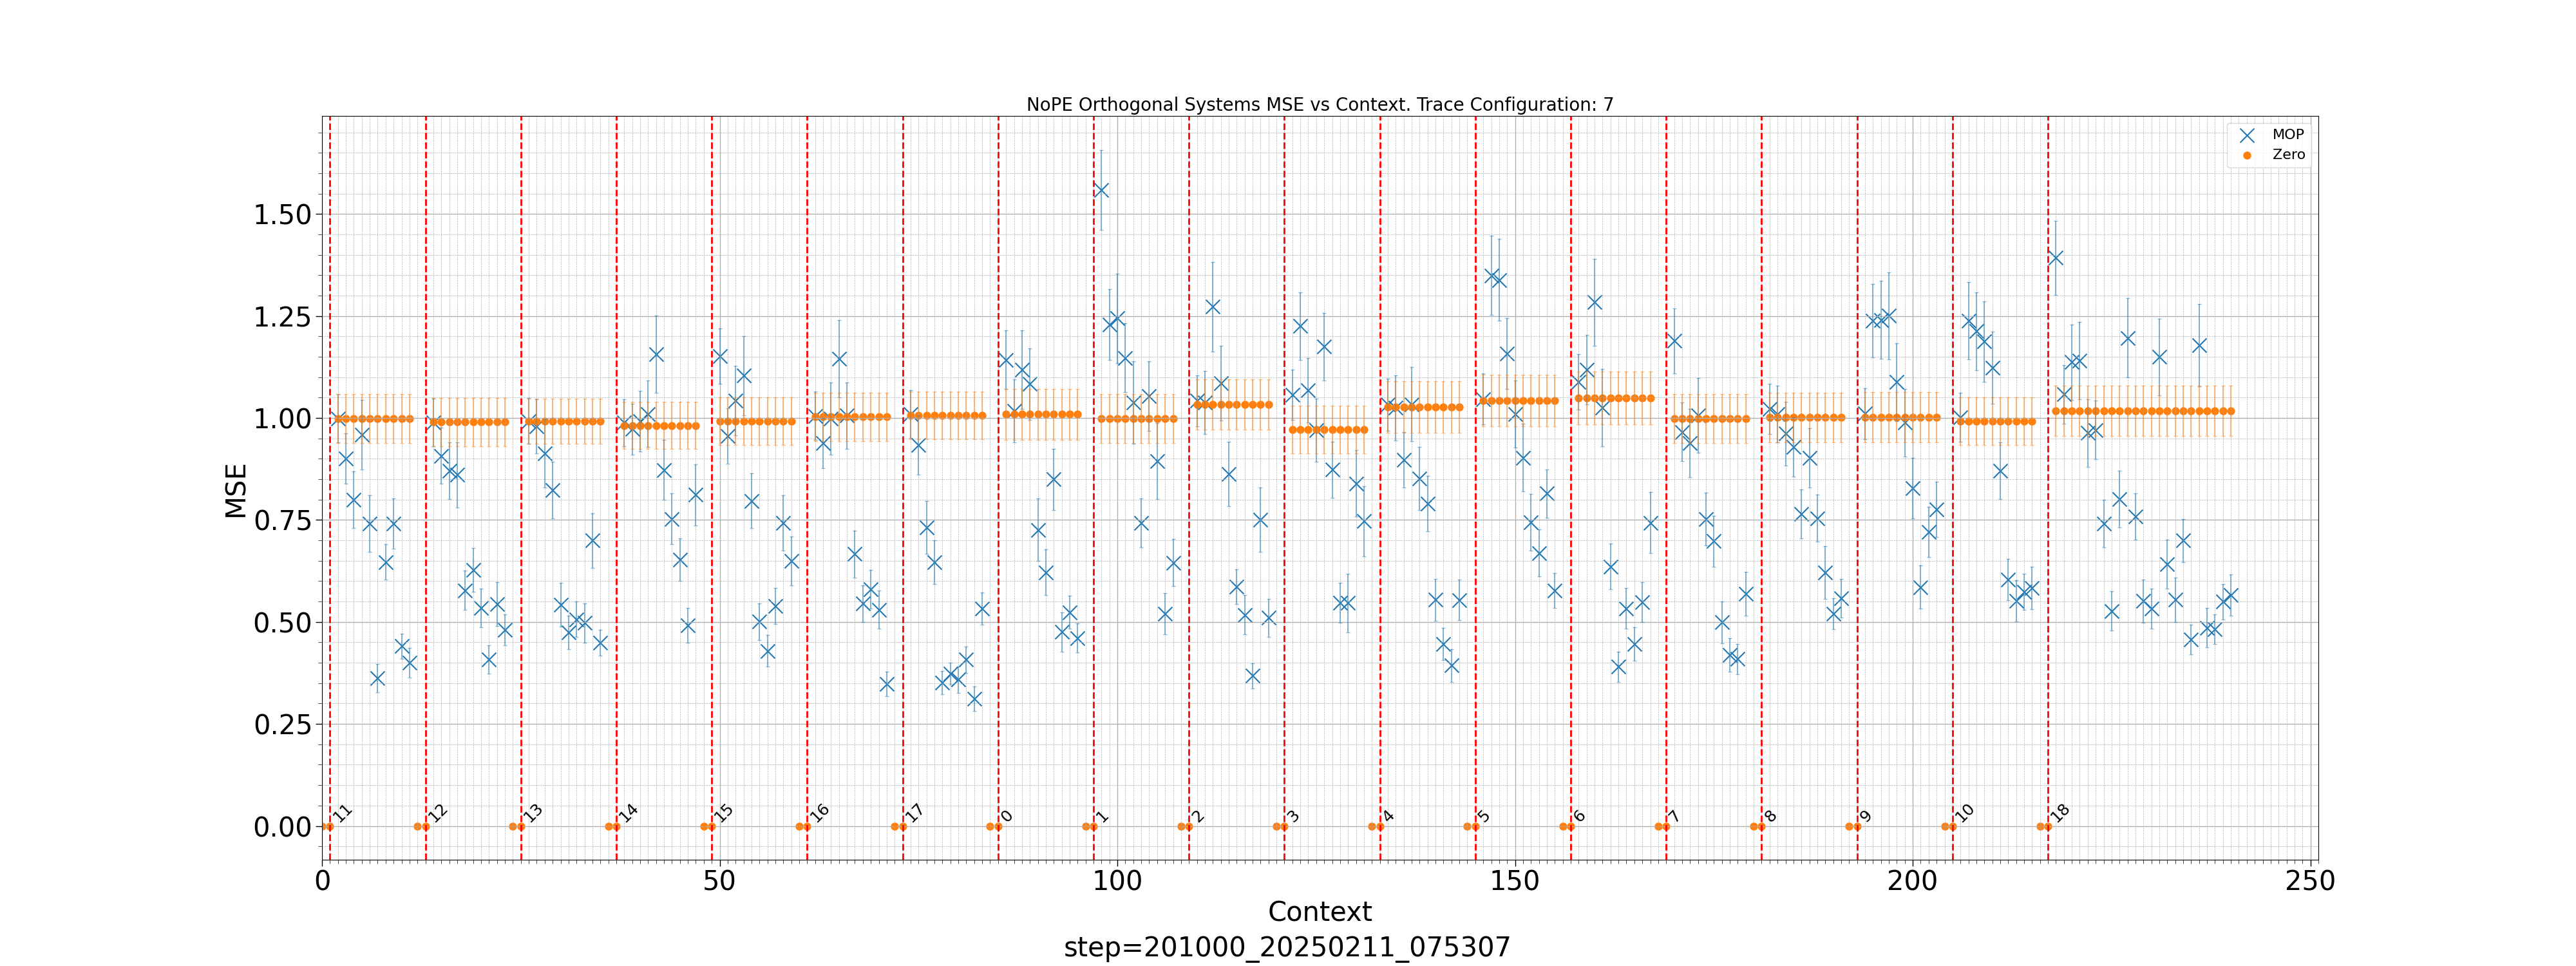 NoPE Orthogonal Systems MSE vs Context. Trace Configuration: 7
MOP
Zero
MSE
1.50
1.25
1.00
0.75
0.50
0.25
0.00
11 12 13 14 15 16 17 0 1 2 3 4 5 6 7 8 9 10 18
0 50 100 150 200 250
Context
step=201000_20250211_075307